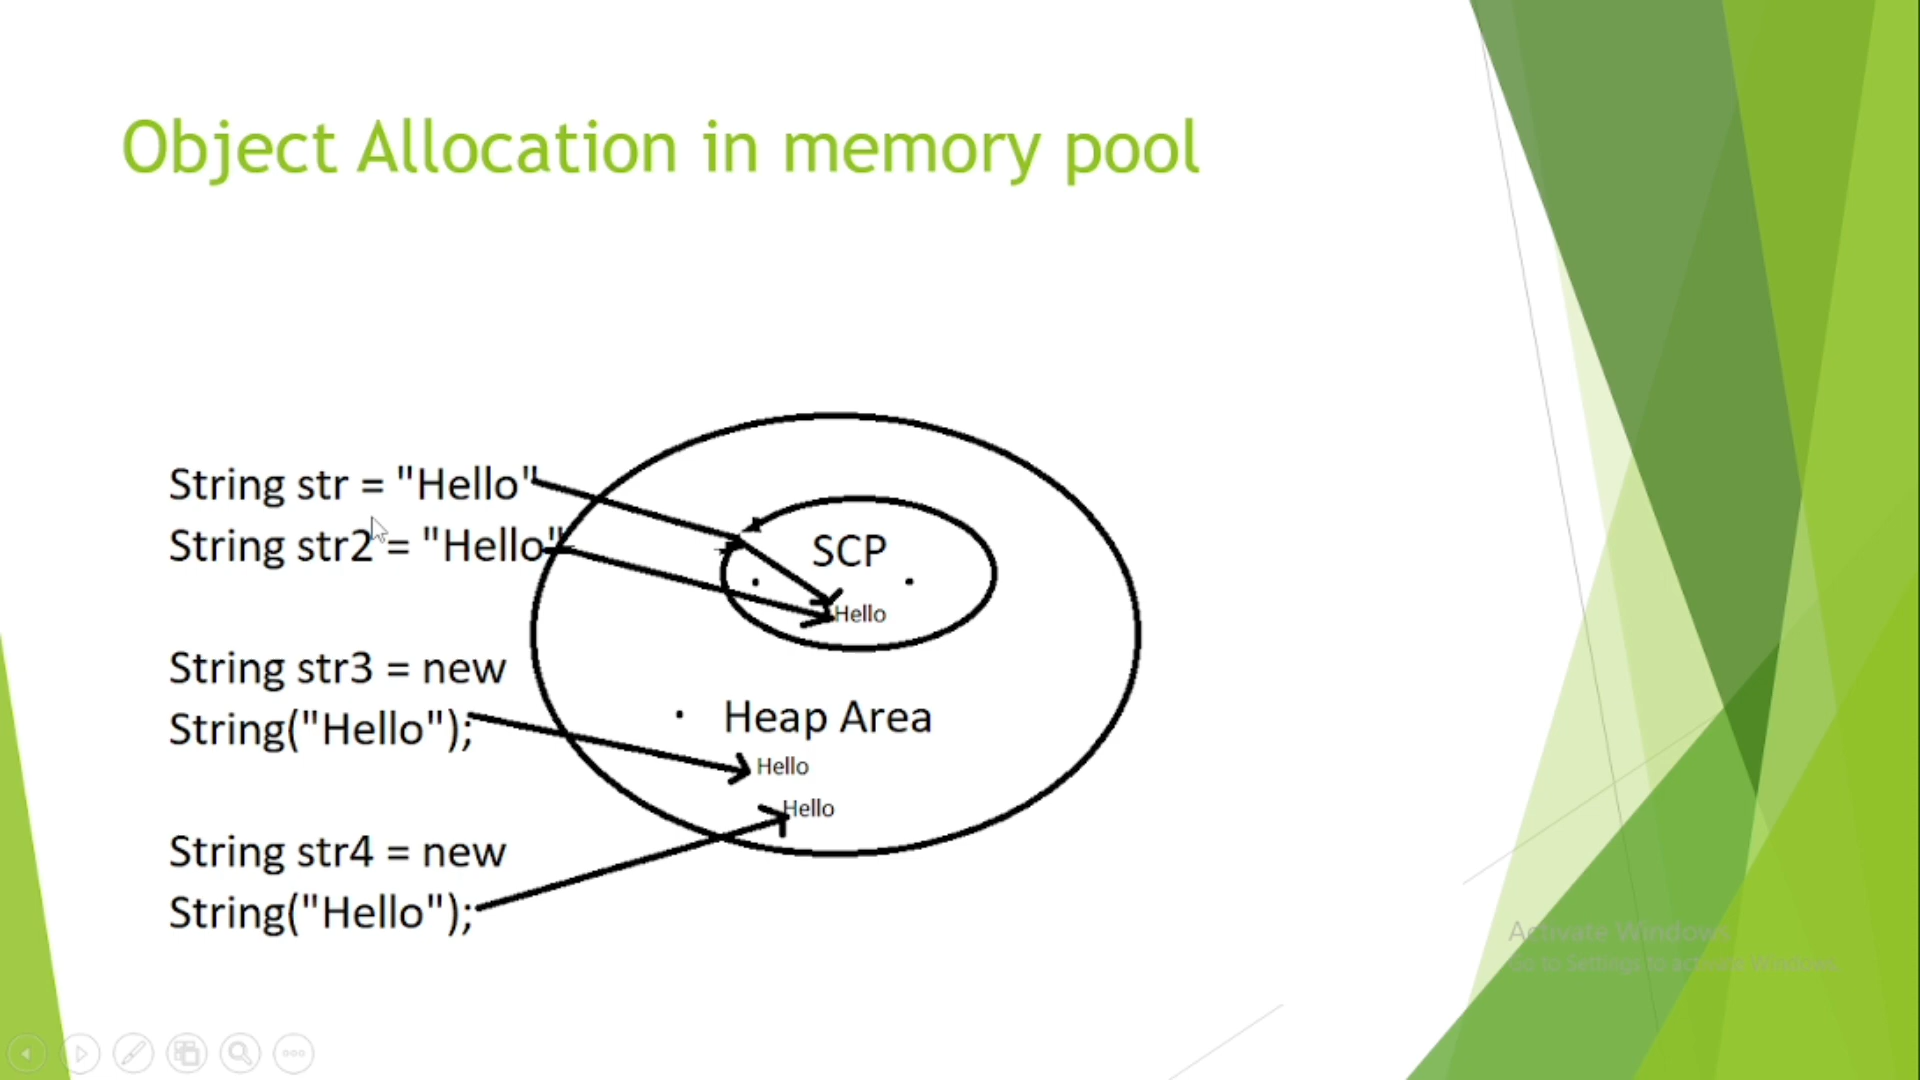 Object Allocation in memory pool
String str = "Hello"
String str2 = "Hello"
SCP
Hello
String str3 = new
String("Hello");
Heap Area
Hello
Hello
String str4 = new
String("Hello");
Activate Windows
Go to Settings to activate Windows.